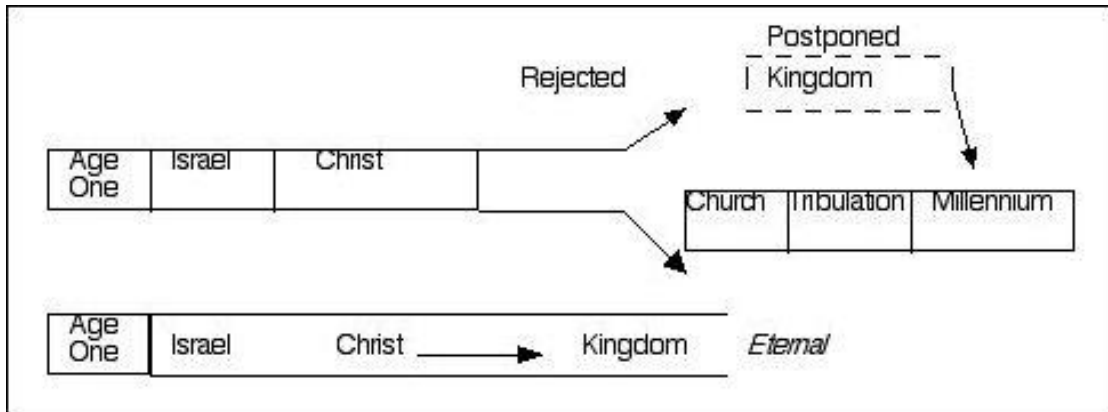 Postponed
Rejected Kingdom
Age One Israel Christ
Church Tribulation Millennium
Age One Israel Christ Kingdom Eternal